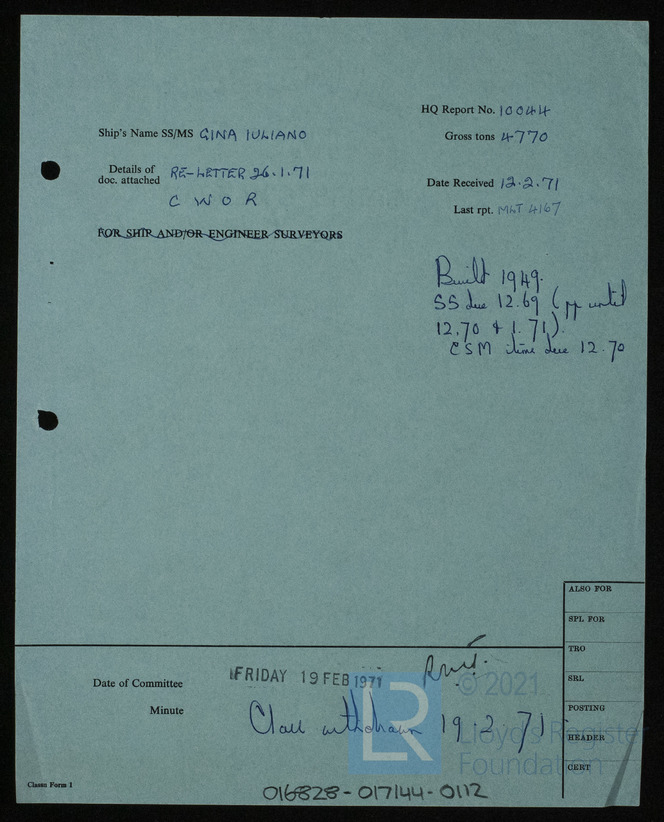 HQ Report No. 10044
Ship's Name SS/MS GINA IULIANO
Gross tons 4770
Details of
doc. attached RE-LETTER 26.1.71
C W O R
Date Received 12.2.71
Last rpt. MLT 4167
FOR SHIP AND/OR ENGINEER SURVEYORS
Built 1949.
SS due 12.69 (pp until
12.70 & 1.71).
CSM items due 12.70
ALSO FOR
SPL FOR
TRO
SRL
POSTING
HEADER
CERT
Date of Committee FRIDAY 19 FEB 1971
Minute Class withdrawn 19.2.71
© 2021
Lloyd's Register
Foundation
LR
Classn Form 1
016828-017144-0112